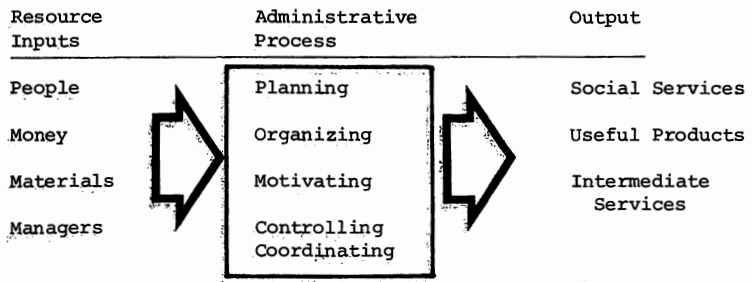 Resource Inputs
Administrative Process
Output
People
Planning
Social Services
Money
Organizing
Useful Products
Materials
Motivating
Intermediate Services
Managers
Controlling
Coordinating